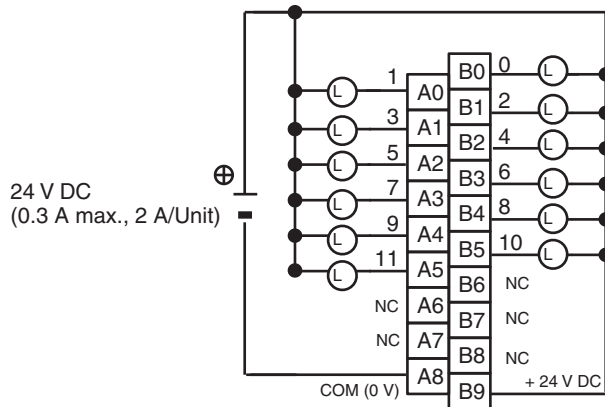 B0 0 L
1 L A0
B1 2 L
3 L A1
B2 4 L
5 L A2
B3 6 L
7 L A3
B4 8 L
9 L A4
B5 10 L
11 L A5
B6 NC
NC A6
B7 NC
NC A7
B8 NC
COM (0 V) A8
B9 + 24 V DC
24 V DC
(0.3 A max., 2 A/Unit)